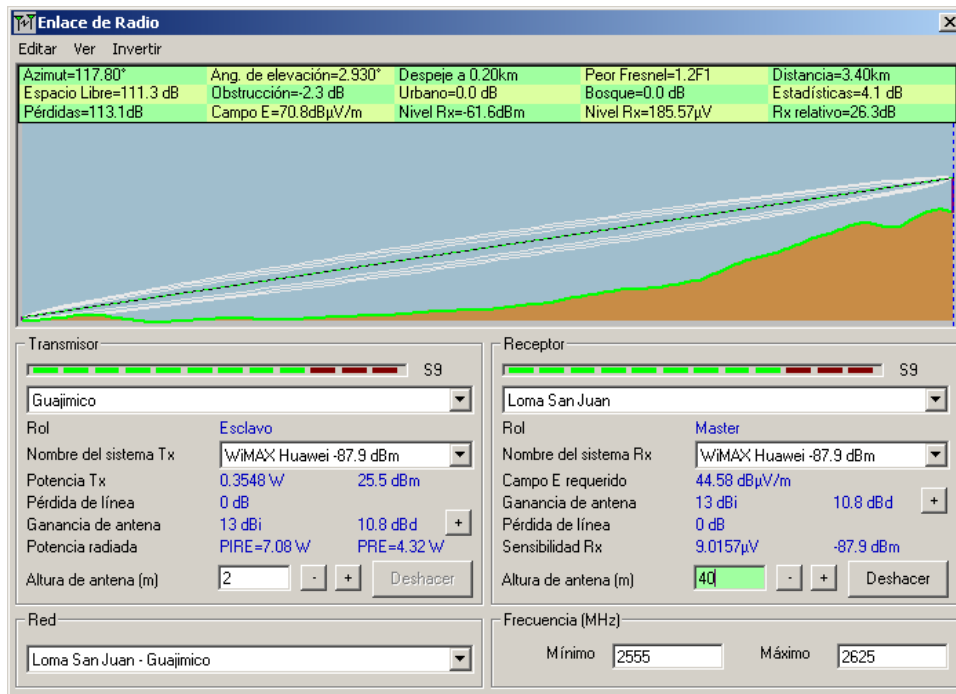 Enlace de Radio
Editar Ver Invertir
Azimut=117.80° Ang. de elevación=2.930° Despeje a 0.20km Peor Fresnel=1.2F1 Distancia=3.40km
Espacio Libre=111.3 dB Obstrucción=-2.3 dB Urbano=0.0 dB Bosque=0.0 dB Estadísticas=4.1 dB
Pérdidas=113.1dB Campo E=70.8dBµV/m Nivel Rx=-61.6dBm Nivel Rx=185.57µV Rx relativo=26.3dB
Transmisor
S9
Guajimico
Rol Esclavo
Nombre del sistema Tx WiMAX Huawei -87.9 dBm
Potencia Tx 0.3548 W 25.5 dBm
Pérdida de línea 0 dB
Ganancia de antena 13 dBi 10.8 dBd +
Potencia radiada PIRE=7.08 W PRE=4.32 W
Altura de antena (m) 2 - + Deshacer
Receptor
S9
Loma San Juan
Rol Master
Nombre del sistema Rx WiMAX Huawei -87.9 dBm
Campo E requerido 44.58 dBµV/m
Ganancia de antena 13 dBi 10.8 dBd +
Pérdida de línea 0 dB
Sensibilidad Rx 9.0157µV -87.9 dBm
Altura de antena (m) 40 - + Deshacer
Red
Loma San Juan - Guajimico
Frecuencia (MHz)
Mínimo 2555 Máximo 2625